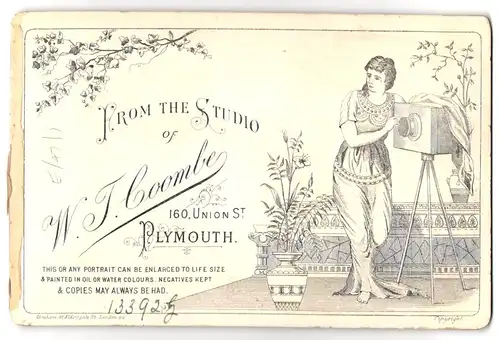 FROM THE STUDIO
OF
W. T. Coombe
160, UNION ST
PLYMOUTH.
THIS OR ANY PORTRAIT CAN BE ENLARGED TO LIFE SIZE
& PAINTED IN OIL OR WATER COLOURS. NEGATIVES KEPT
& COPIES MAY ALWAYS BE HAD.
13392
Copyright.